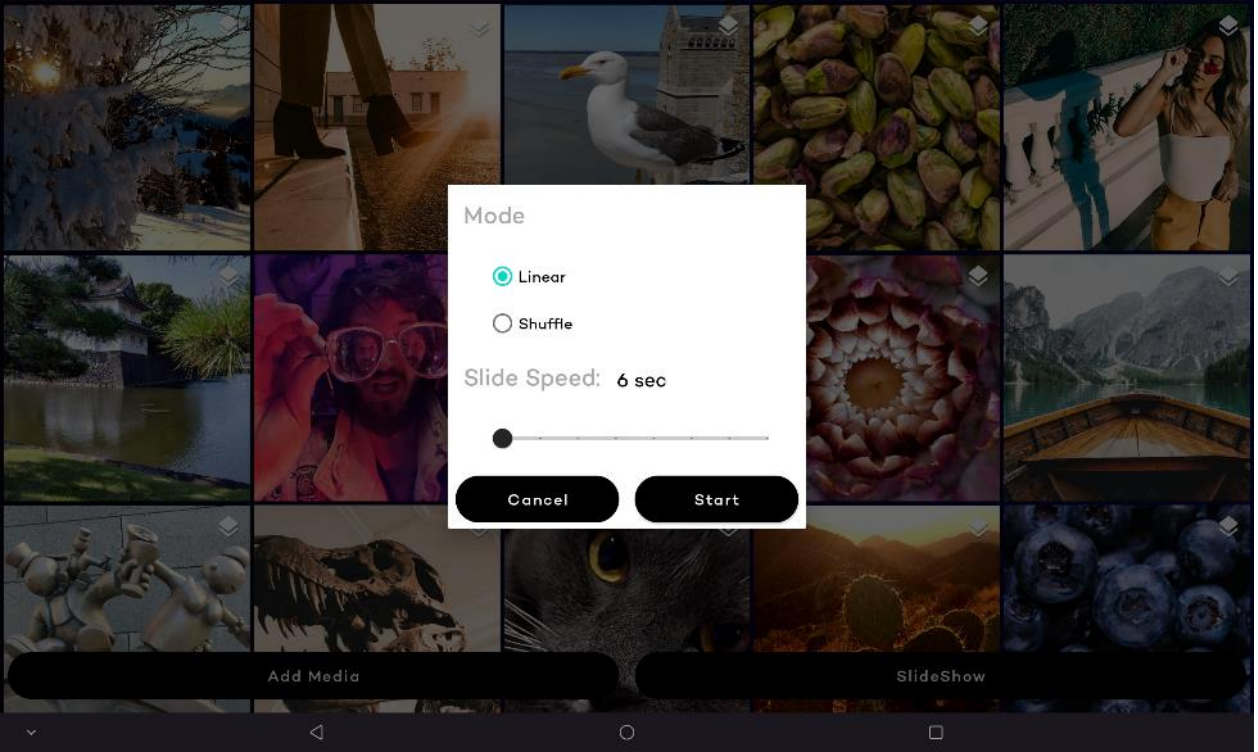 Mode
Linear
Shuffle
Slide Speed: 6 sec
Cancel Start
Add Media SlideShow